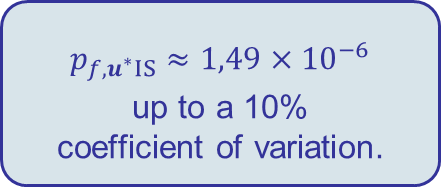 p_{f,u*IS} ≈ 1,49 × 10⁻⁶
up to a 10%
coefficient of variation.